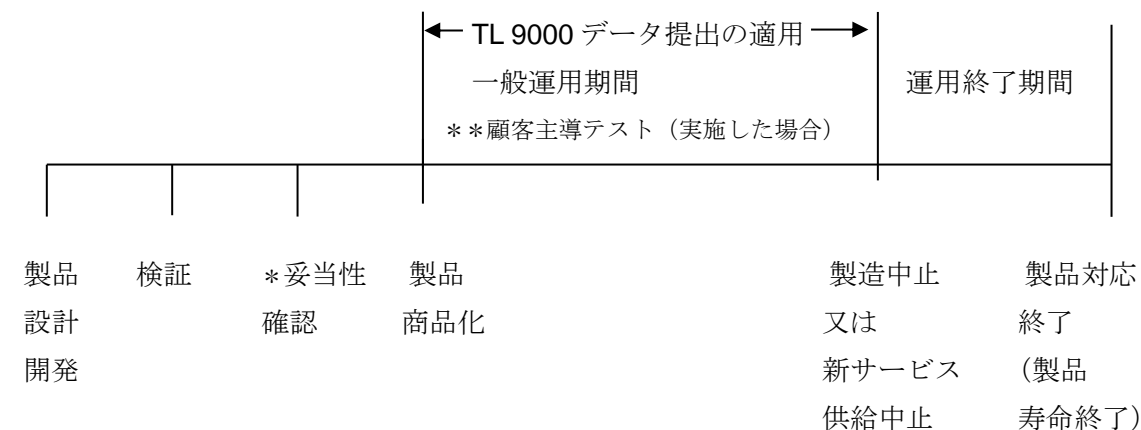 TL 9000 データ提出の適用
一般運用期間
運用終了期間
＊＊顧客主導テスト（実施した場合）
製品
設計
開発
検証
＊妥当性
確認
製品
商品化
製造中止
又は
新サービス
供給中止
製品対応
終了
（製品
寿命終了）